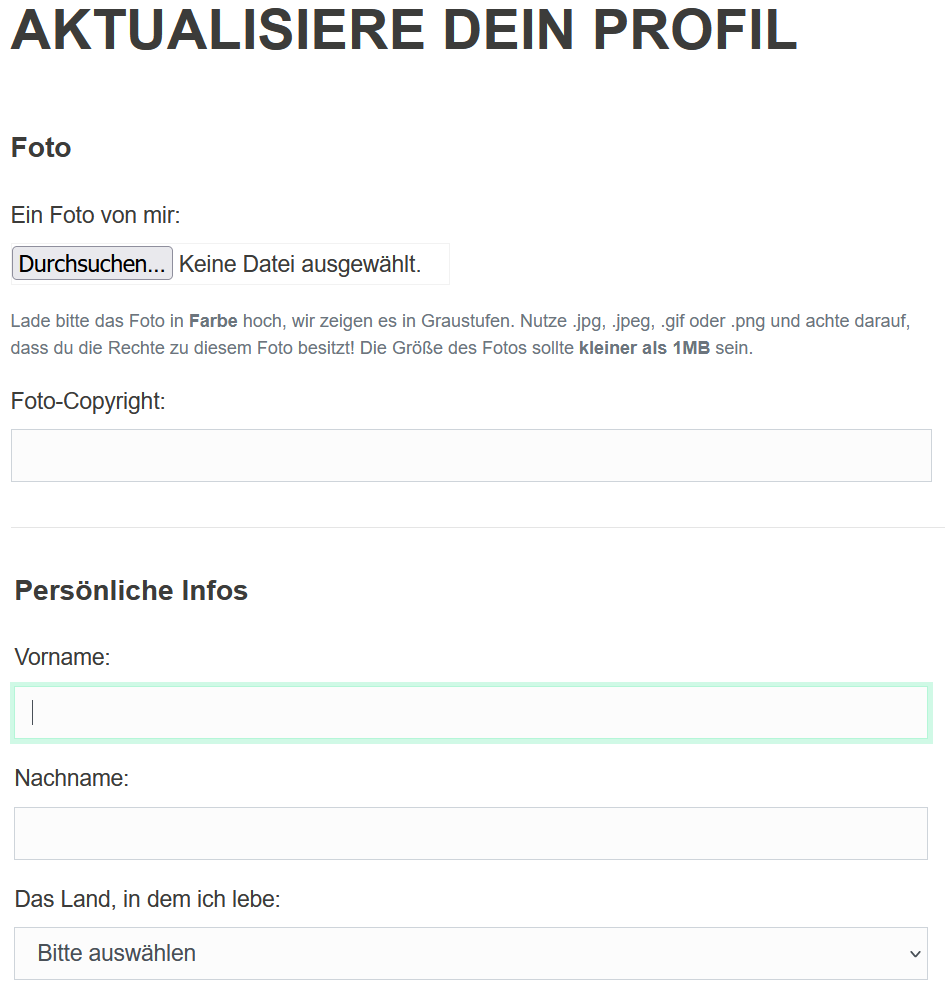 AKTUALISIERE DEIN PROFIL
Foto
Ein Foto von mir:
Durchsuchen... Keine Datei ausgewählt.
Lade bitte das Foto in Farbe hoch, wir zeigen es in Graustufen. Nutze .jpg, .jpeg, .gif oder .png und achte darauf,
dass du die Rechte zu diesem Foto besitzt! Die Größe des Fotos sollte kleiner als 1MB sein.
Foto-Copyright:
Persönliche Infos
Vorname:
Nachname:
Das Land, in dem ich lebe:
Bitte auswählen